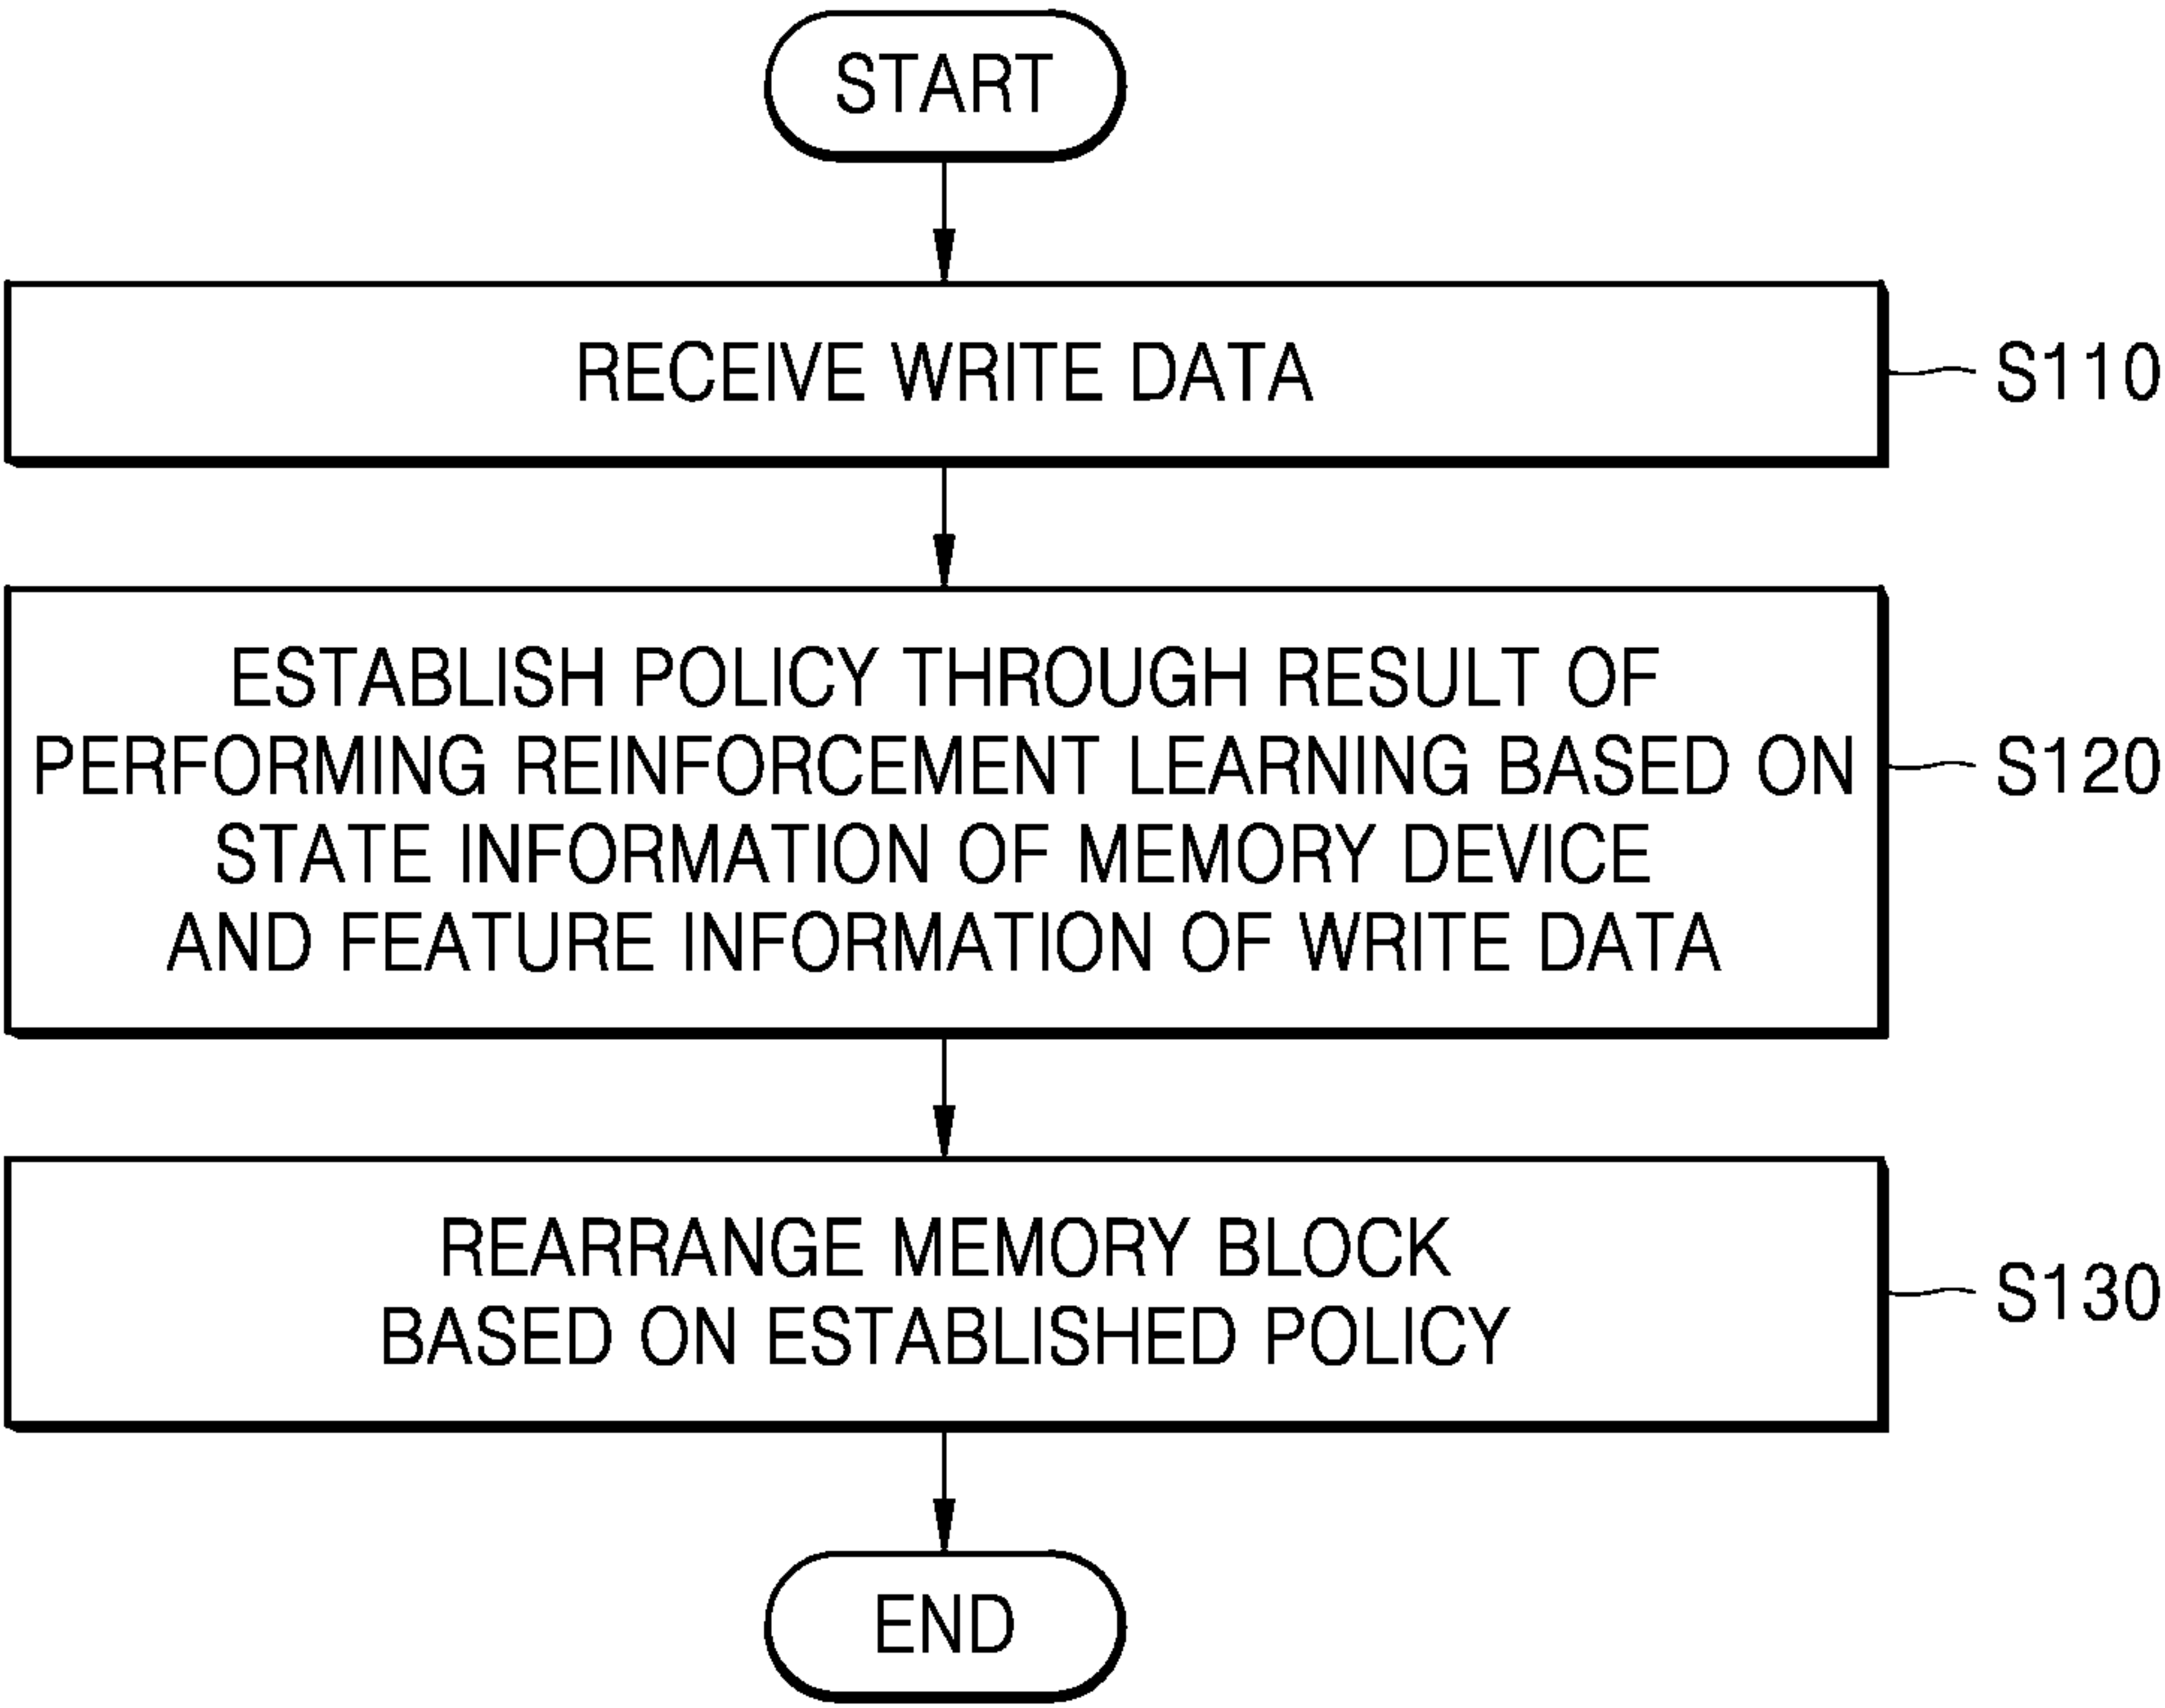 START
RECEIVE WRITE DATA
S110
ESTABLISH POLICY THROUGH RESULT OF
PERFORMING REINFORCEMENT LEARNING BASED ON
STATE INFORMATION OF MEMORY DEVICE
AND FEATURE INFORMATION OF WRITE DATA
S120
REARRANGE MEMORY BLOCK
BASED ON ESTABLISHED POLICY
S130
END